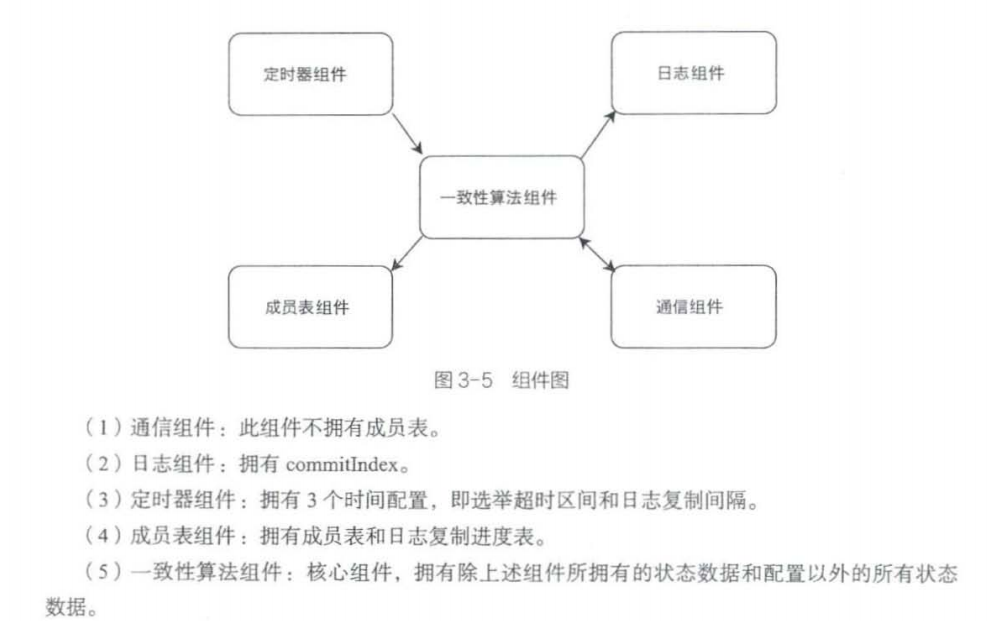 定时器组件
日志组件
一致性算法组件
成员表组件
通信组件
图 3-5 组件图
（1）通信组件：此组件不拥有成员表。
（2）日志组件：拥有 commitIndex。
（3）定时器组件：拥有 3 个时间配置，即选举超时区间和日志复制间隔。
（4）成员表组件：拥有成员表和日志复制进度表。
（5）一致性算法组件：核心组件，拥有除上述组件所拥有的状态数据和配置以外的所有状态
数据。